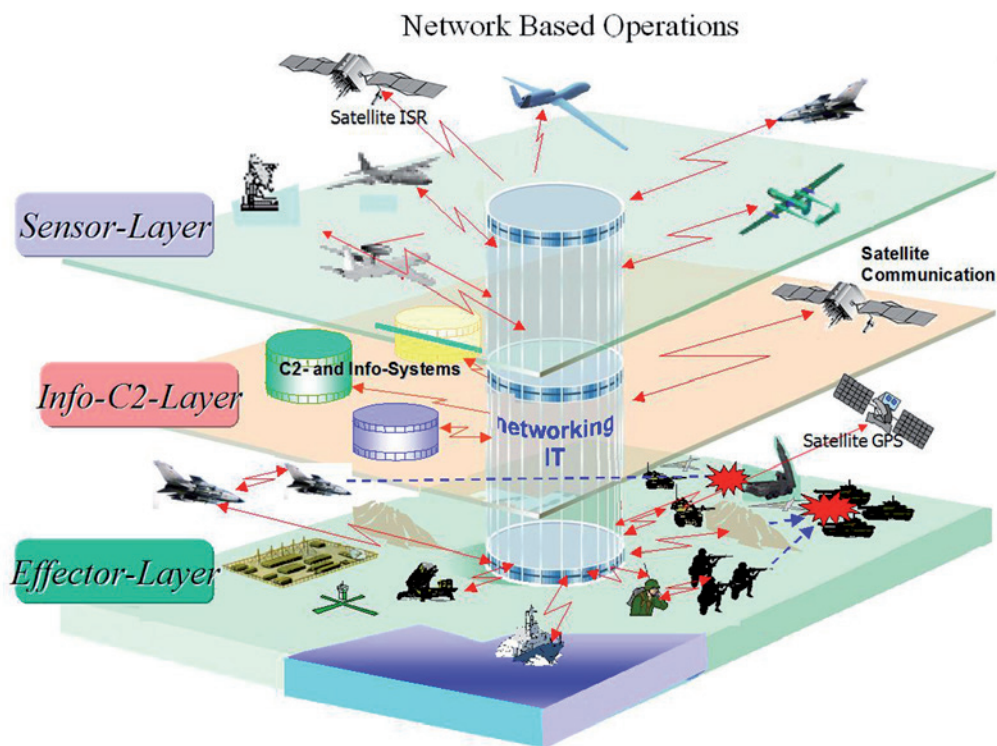 Network Based Operations
Satellite ISR
Sensor-Layer
Satellite
Communication
C2- and Info-Systems
Info-C2-Layer
networking
IT
Satellite GPS
Effector-Layer